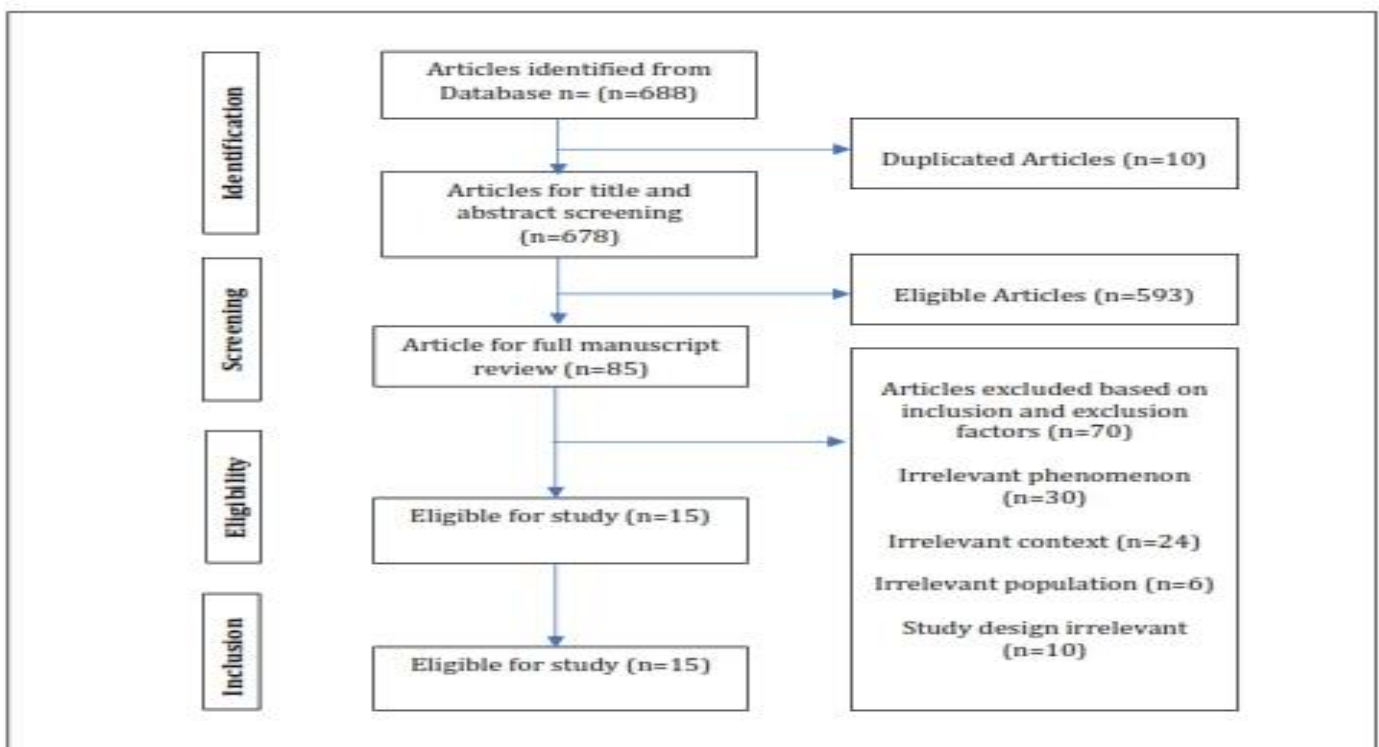 Identification
Articles identified from
Database n= (n=688)
Duplicated Articles (n=10)
Articles for title and
abstract screening
(n=678)
Screening
Eligible Articles (n=593)
Article for full manuscript
review (n=85)
Articles excluded based on
inclusion and exclusion
factors (n=70)
Irrelevant phenomenon
(n=30)
Irrelevant context (n=24)
Irrelevant population (n=6)
Study design irrelevant
(n=10)
Eligibility
Eligible for study (n=15)
Inclusion
Eligible for study (n=15)